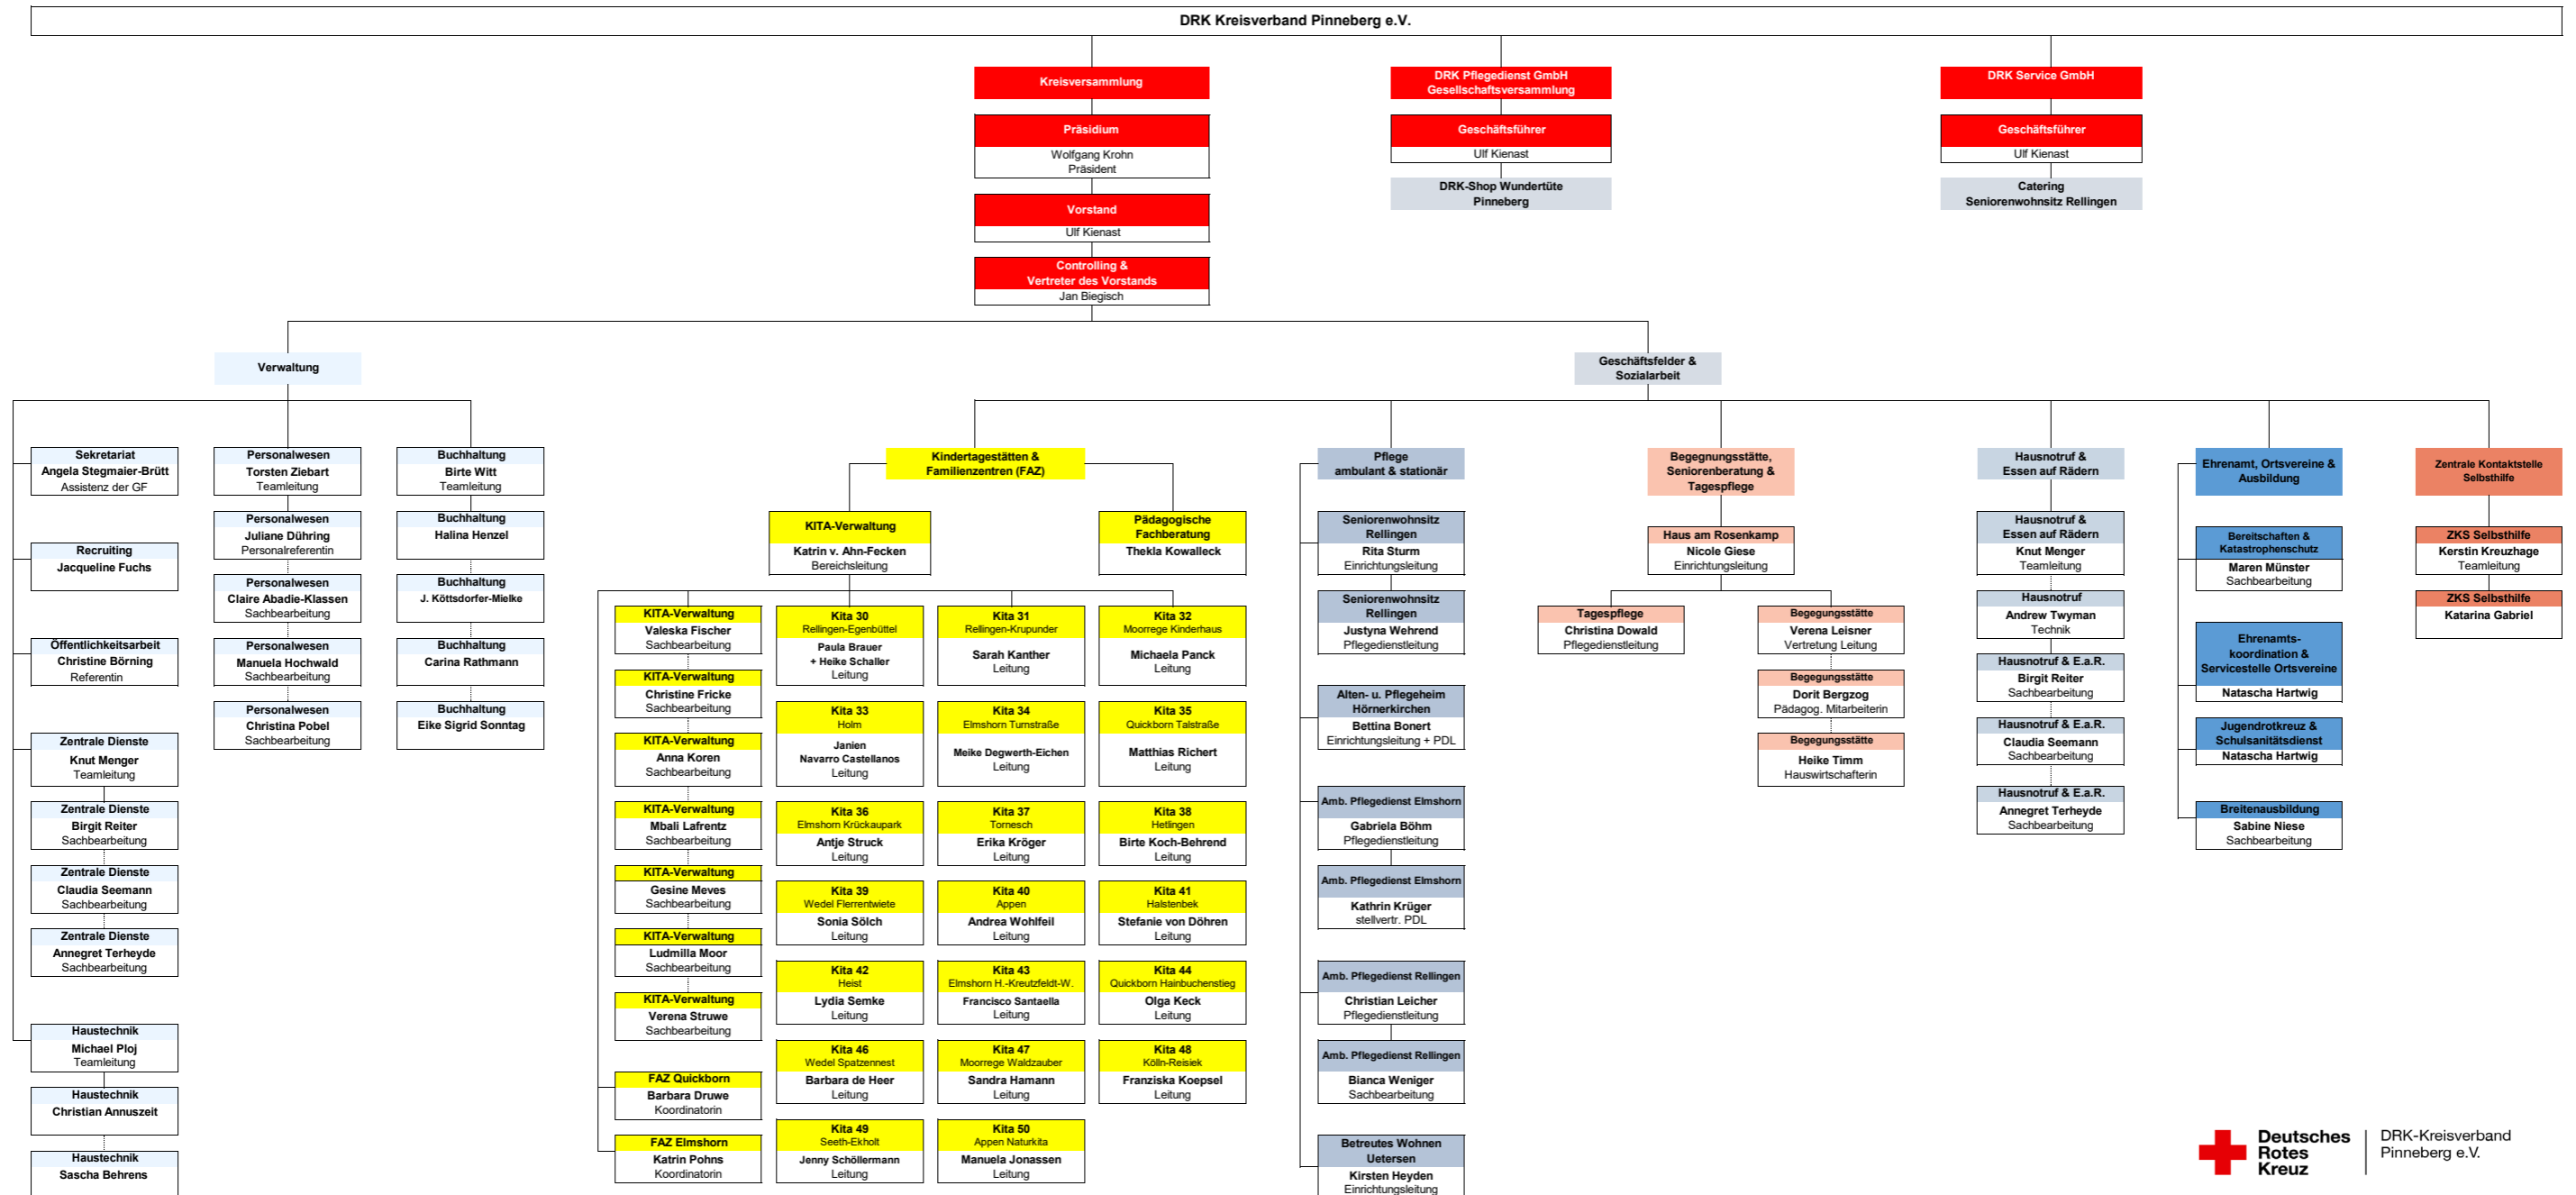 DRK Kreisverband Pinneberg e.V.
Kreisversammlung
Präsidium
Wolfgang Krohn
Präsident
Vorstand
Ulf Kienast
Controlling &
Vertreter des Vorstands
Jan Biegisch
DRK Pflegedienst GmbH
Gesellschaftsversammlung
Geschäftsführer
Ulf Kienast
DRK-Shop Wundertüte
Pinneberg
DRK Service GmbH
Geschäftsführer
Ulf Kienast
Catering
Seniorenwohnsitz Rellingen
Verwaltung
Sekretariat
Angela Stegmaier-Brütt
Assistenz der GF
Recruiting
Jacqueline Fuchs
Öffentlichkeitsarbeit
Christine Börning
Referentin
Zentrale Dienste
Knut Menger
Teamleitung
Zentrale Dienste
Birgit Reiter
Sachbearbeitung
Zentrale Dienste
Claudia Seemann
Sachbearbeitung
Zentrale Dienste
Annegret Terheyde
Sachbearbeitung
Haustechnik
Michael Ploj
Teamleitung
Haustechnik
Christian Annuszeit
Haustechnik
Sascha Behrens
Personalwesen
Torsten Ziebart
Teamleitung
Personalwesen
Juliane Dühring
Personalreferentin
Personalwesen
Claire Abadie-Klassen
Sachbearbeitung
Personalwesen
Manuela Hochwald
Sachbearbeitung
Personalwesen
Christina Pobel
Sachbearbeitung
Buchhaltung
Birte Witt
Teamleitung
Buchhaltung
Halina Henzel
Buchhaltung
J. Köttsdorfer-Mielke
Buchhaltung
Carina Rathmann
Buchhaltung
Eike Sigrid Sonntag
Geschäftsfelder &
Sozialarbeit
Kindertagestätten &
Familienzentren (FAZ)
KITA-Verwaltung
Katrin v. Ahn-Fecken
Bereichsleitung
Pädagogische
Fachberatung
Thekla Kowalleck
KITA-Verwaltung
Valeska Fischer
Sachbearbeitung
KITA-Verwaltung
Christine Fricke
Sachbearbeitung
KITA-Verwaltung
Anna Koren
Sachbearbeitung
KITA-Verwaltung
Mbali Lafrentz
Sachbearbeitung
KITA-Verwaltung
Gesine Meves
Sachbearbeitung
KITA-Verwaltung
Ludmilla Moor
Sachbearbeitung
KITA-Verwaltung
Verena Struwe
Sachbearbeitung
FAZ Quickborn
Barbara Druwe
Koordinatorin
FAZ Elmshorn
Katrin Pohns
Koordinatorin
Kita 30
Rellingen-Egenbüttel
Paula Brauer
+ Heike Schaller
Leitung
Kita 31
Rellingen-Krupunder
Sarah Kanther
Leitung
Kita 32
Moorrege Kinderhaus
Michaela Panck
Leitung
Kita 33
Holm
Janien
Navarro Castellanos
Leitung
Kita 34
Elmshorn Turnstraße
Meike Degwerth-Eichen
Leitung
Kita 35
Quickborn Talstraße
Matthias Richert
Leitung
Kita 36
Elmshorn Krückaupark
Antje Struck
Leitung
Kita 37
Tornesch
Erika Kröger
Leitung
Kita 38
Hetlingen
Birte Koch-Behrend
Leitung
Kita 39
Wedel Flerrentwiete
Sonia Sölch
Leitung
Kita 40
Appen
Andrea Wohlfeil
Leitung
Kita 41
Halstenbek
Stefanie von Döhren
Leitung
Kita 42
Heist
Lydia Semke
Leitung
Kita 43
Elmshorn H.-Kreutzfeldt-W.
Francisco Santaella
Leitung
Kita 44
Quickborn Hainbuchenstieg
Olga Keck
Leitung
Kita 46
Wedel Spatzennest
Barbara de Heer
Leitung
Kita 47
Moorrege Waldzauber
Sandra Hamann
Leitung
Kita 48
Kölln-Reisiek
Franziska Koepsel
Leitung
Kita 49
Seeth-Ekholt
Jenny Schöllermann
Leitung
Kita 50
Appen Naturkita
Manuela Jonassen
Leitung
Pflege
ambulant & stationär
Seniorenwohnsitz
Rellingen
Rita Sturm
Einrichtungsleitung
Seniorenwohnsitz
Rellingen
Justyna Wehrend
Pflegedienstleitung
Alten- u. Pflegeheim
Hörnerkirchen
Bettina Bonert
Einrichtungsleitung + PDL
Amb. Pflegedienst Elmshorn
Gabriela Böhm
Pflegedienstleitung
Amb. Pflegedienst Elmshorn
Kathrin Krüger
stellvertr. PDL
Amb. Pflegedienst Rellingen
Christian Leicher
Pflegedienstleitung
Amb. Pflegedienst Rellingen
Bianca Weniger
Sachbearbeitung
Betreutes Wohnen
Uetersen
Kirsten Heyden
Einrichtungsleitung
Begegnungsstätte,
Seniorenberatung &
Tagespflege
Haus am Rosenkamp
Nicole Giese
Einrichtungsleitung
Tagespflege
Christina Dowald
Pflegedienstleitung
Begegungsstätte
Verena Leisner
Vertretung Leitung
Begegungsstätte
Dorit Bergzog
Pädagog. Mitarbeiterin
Begegungsstätte
Heike Timm
Hauswirtschafterin
Hausnotruf &
Essen auf Rädern
Hausnotruf &
Essen auf Rädern
Knut Menger
Teamleitung
Hausnotruf
Andrew Twyman
Technik
Hausnotruf & E.a.R.
Birgit Reiter
Sachbearbeitung
Hausnotruf & E.a.R.
Claudia Seemann
Sachbearbeitung
Hausnotruf & E.a.R.
Annegret Terheyde
Sachbearbeitung
Ehrenamt, Ortsvereine &
Ausbildung
Bereitschaften &
Katastrophenschutz
Maren Münster
Sachbearbeitung
Ehrenamts-
koordination &
Servicestelle Ortsvereine
Natascha Hartwig
Jugendrotkreuz &
Schulsanitätsdienst
Natascha Hartwig
Breitenausbildung
Sabine Niese
Sachbearbeitung
Zentrale Kontaktstelle
Selbsthilfe
ZKS Selbsthilfe
Kerstin Kreuzhage
Teamleitung
ZKS Selbsthilfe
Katarina Gabriel
Deutsches
Rotes
Kreuz
DRK-Kreisverband
Pinneberg e.V.